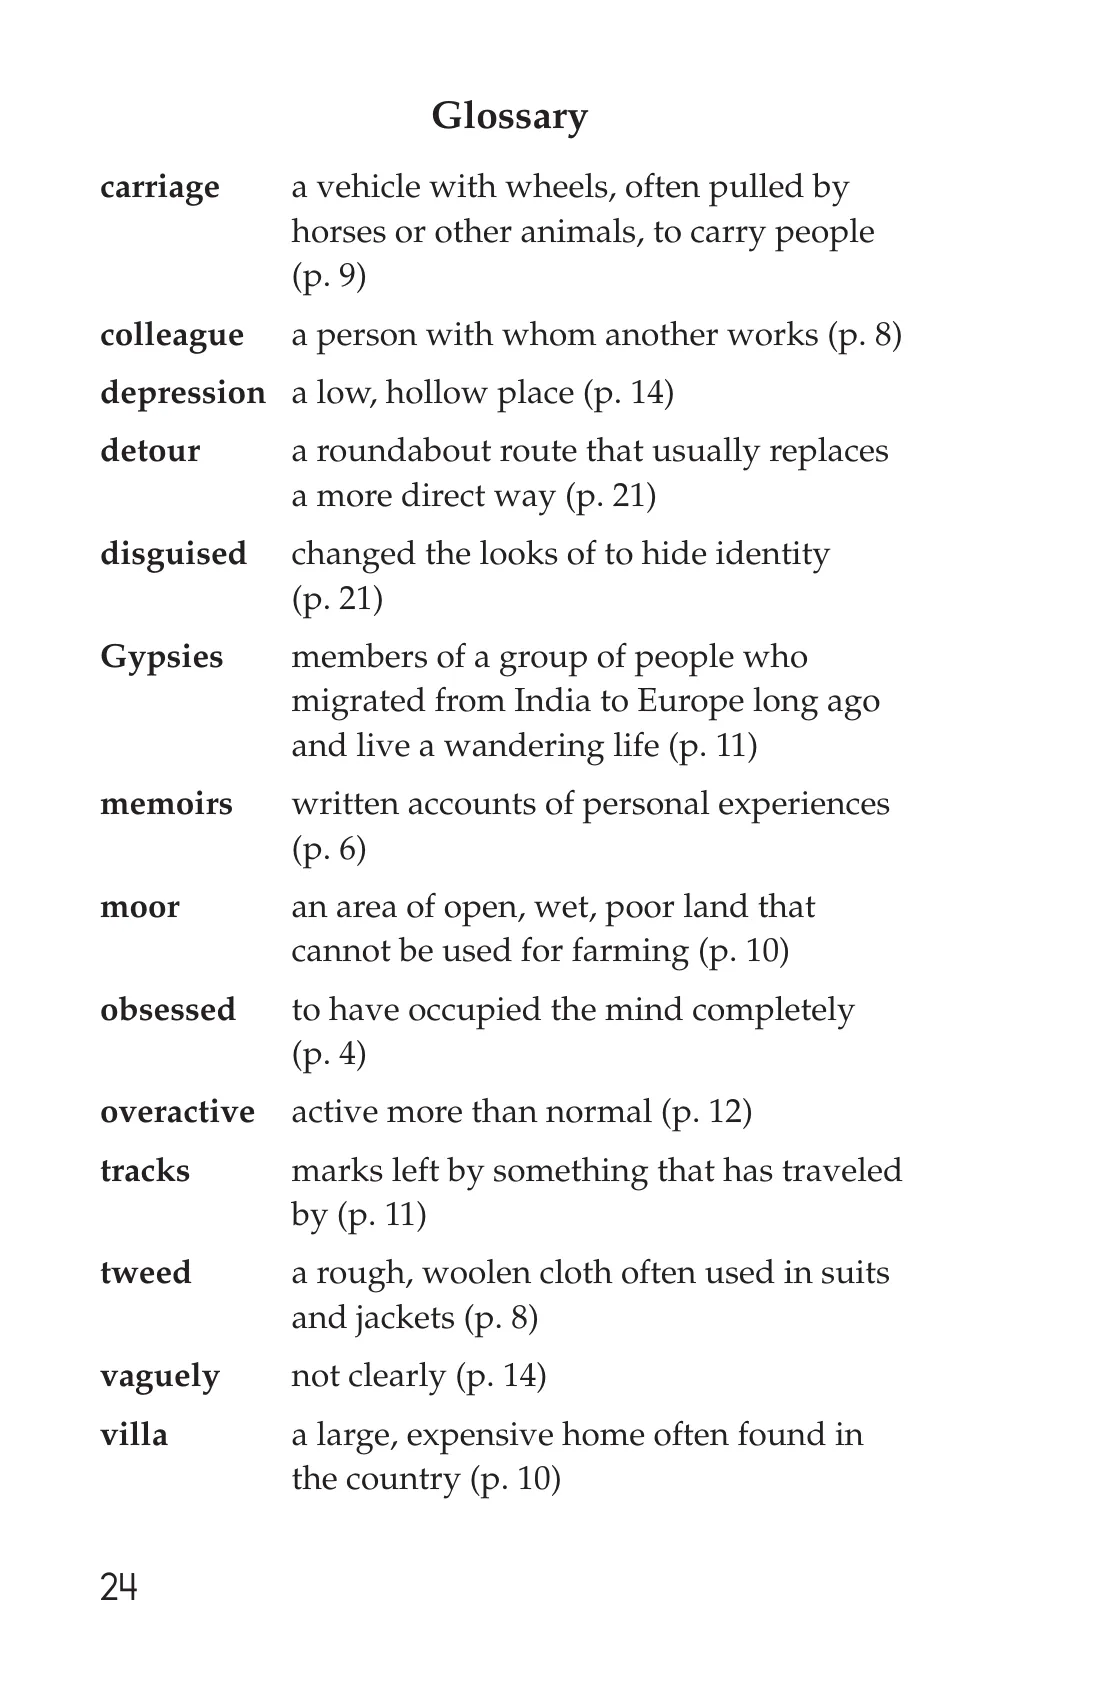 Glossary
carriage a vehicle with wheels, often pulled by
horses or other animals, to carry people
(p. 9)
colleague a person with whom another works (p. 8)
depression a low, hollow place (p. 14)
detour a roundabout route that usually replaces
a more direct way (p. 21)
disguised changed the looks of to hide identity
(p. 21)
Gypsies members of a group of people who
migrated from India to Europe long ago
and live a wandering life (p. 11)
memoirs written accounts of personal experiences
(p. 6)
moor an area of open, wet, poor land that
cannot be used for farming (p. 10)
obsessed to have occupied the mind completely
(p. 4)
overactive active more than normal (p. 12)
tracks marks left by something that has traveled
by (p. 11)
tweed a rough, woolen cloth often used in suits
and jackets (p. 8)
vaguely not clearly (p. 14)
villa a large, expensive home often found in
the country (p. 10)
24